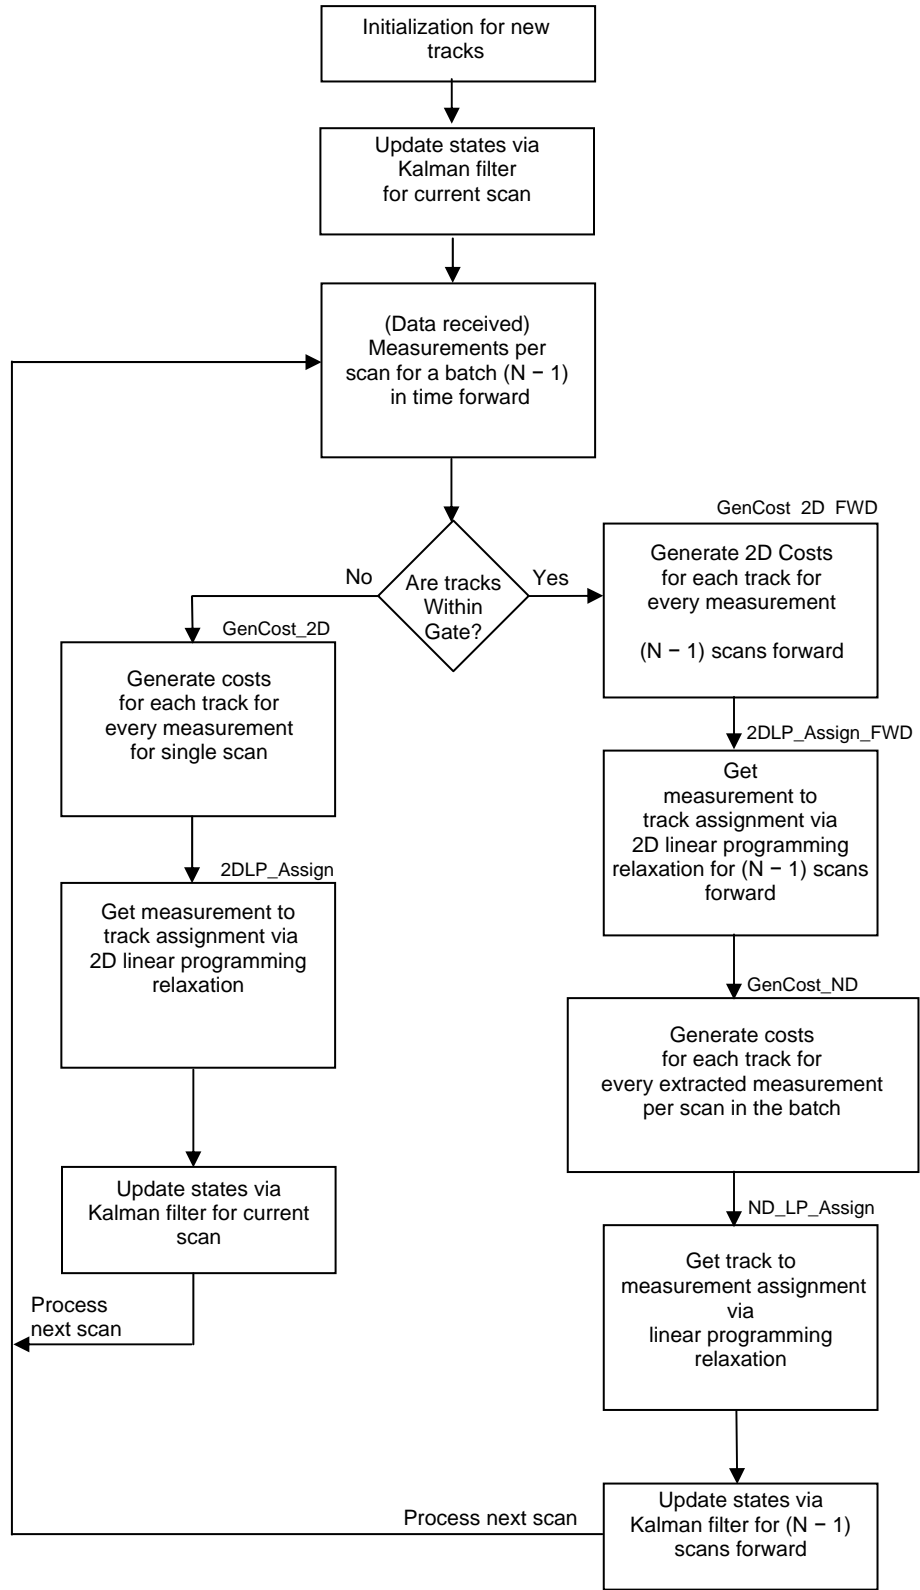 Initialization for new
tracks
Update states via
Kalman filter
for current scan
(Data received)
Measurements per
scan for a batch (N − 1)
in time forward
Are tracks
Within
Gate?
No
Yes
GenCost_2D
Generate costs
for each track for
every measurement
for single scan
2DLP_Assign
Get measurement to
track assignment via
2D linear programming
relaxation
Update states via
Kalman filter for current
scan
Process
next scan
GenCost 2D FWD
Generate 2D Costs
for each track for
every measurement
(N − 1) scans forward
2DLP_Assign_FWD
Get
measurement to
track assignment via
2D linear programming
relaxation for (N − 1) scans
forward
GenCost_ND
Generate costs
for each track for
every extracted measurement
per scan in the batch
ND_LP_Assign
Get track to
measurement assignment
via
linear programming
relaxation
Update states via
Kalman filter for (N − 1)
scans forward
Process next scan